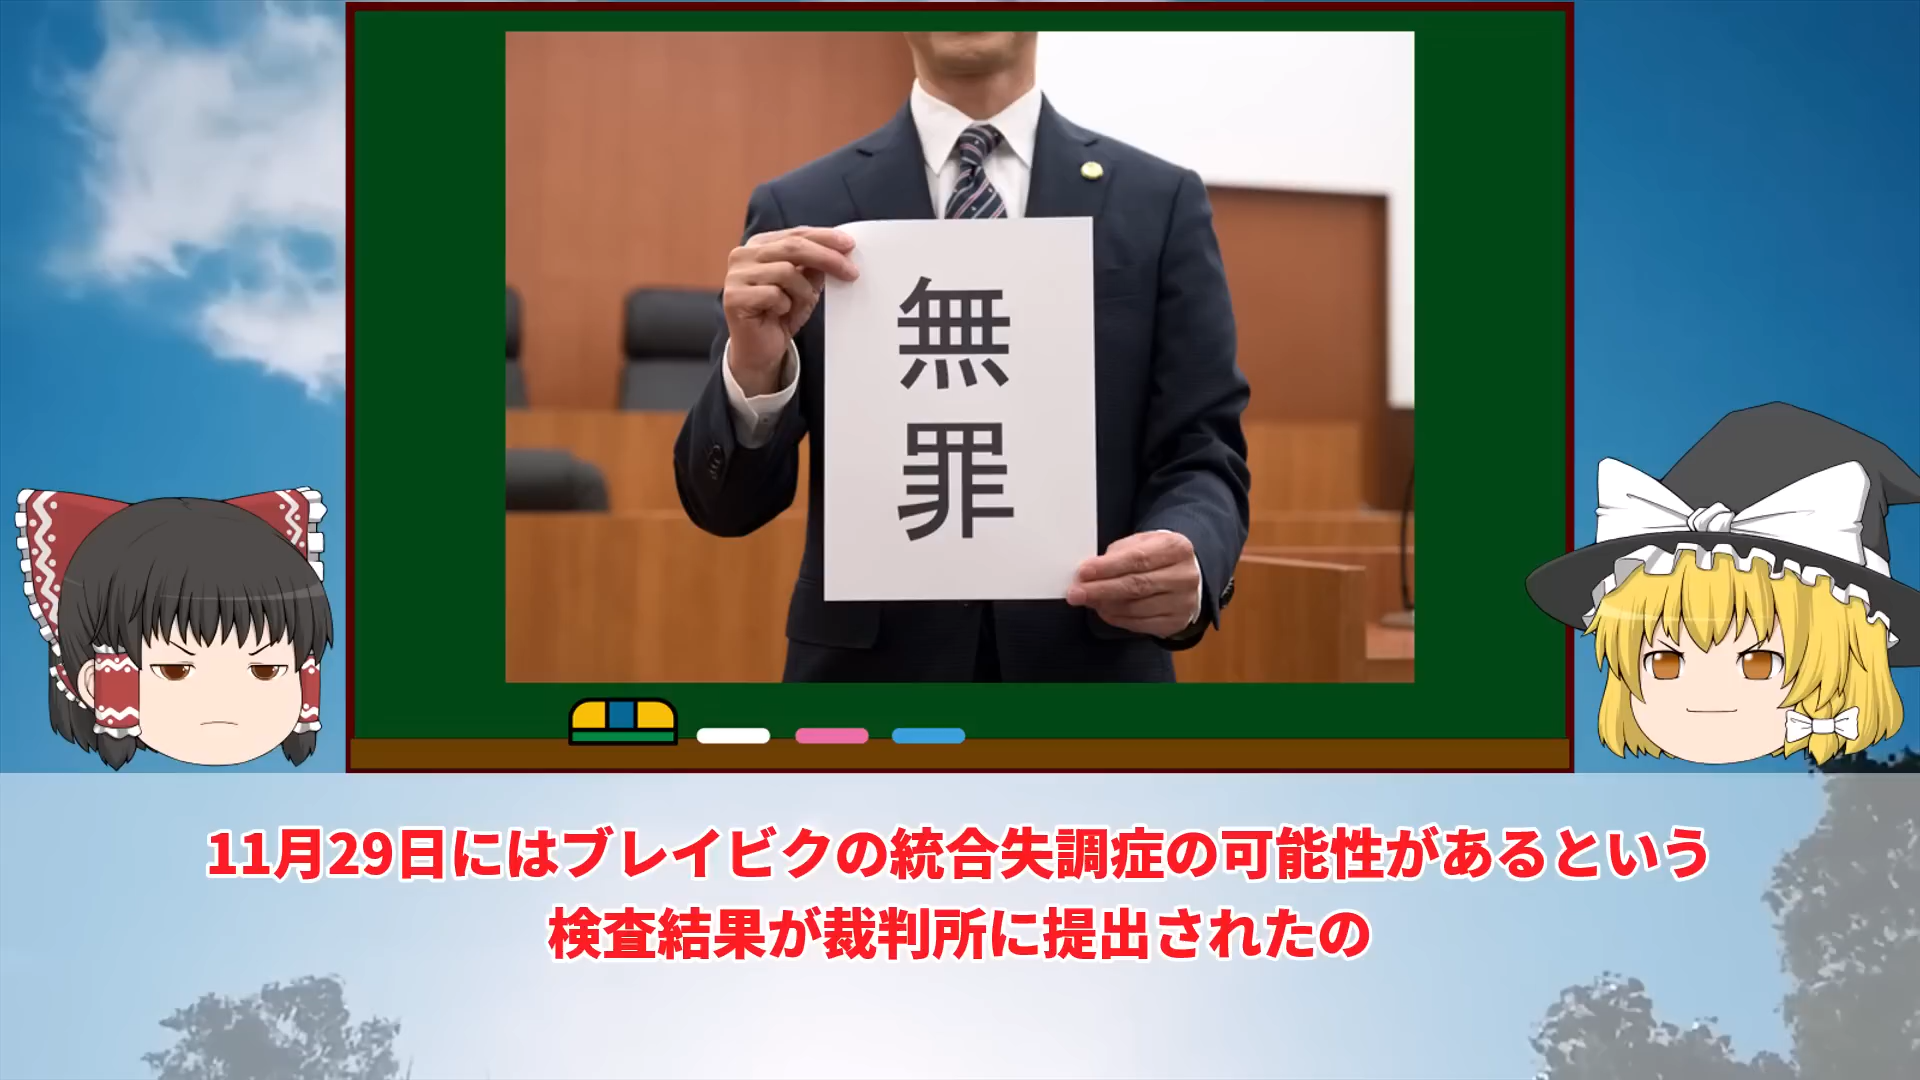 無罪
11月29日にはブレイビクの統合失調症の可能性があるという
検査結果が裁判所に提出されたの